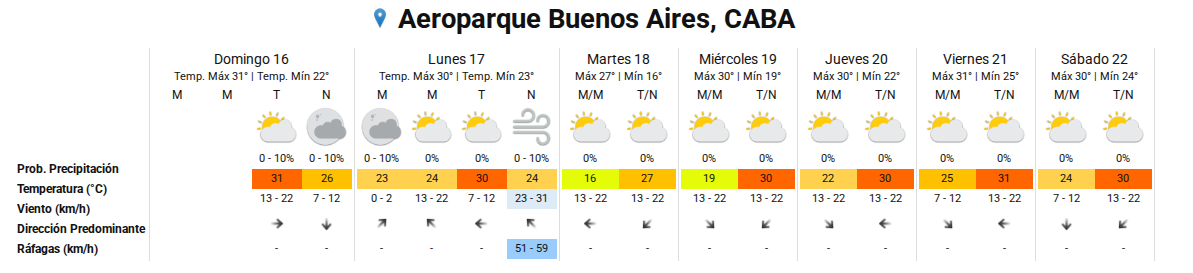 Aeroparque Buenos Aires, CABA
Domingo 16 Lunes 17 Martes 18 Miércoles 19 Jueves 20 Viernes 21 Sábado 22
Temp. Máx 31° | Temp. Mín 22° Temp. Máx 30° | Temp. Mín 23° Máx 27° | Mín 16° Máx 30° | Mín 19° Máx 30° | Mín 22° Máx 31° | Mín 25° Máx 30° | Mín 24°
M M T N M M T N M/M T/N M/M T/N M/M T/N M/M T/N M/M T/N
Prob. Precipitación 0 - 10% 0 - 10% 0 - 10% 0% 0% 0 - 10% 0% 0% 0% 0% 0% 0% 0% 0% 0% 0%
Temperatura (°C) 31 26 23 24 30 24 16 27 19 30 22 30 25 31 24 30
Viento (km/h) 13 - 22 7 - 12 0 - 2 13 - 22 7 - 12 23 - 31 13 - 22 13 - 22 13 - 22 13 - 22 13 - 22 13 - 22 7 - 12 13 - 22 7 - 12 13 - 22
Dirección Predominante
Ráfagas (km/h) - - - - - 51 - 59 - - - - - - - - - -